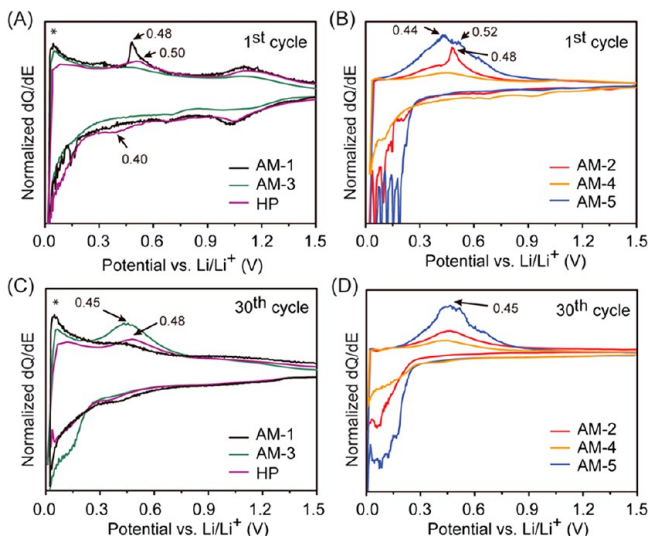 (A)
*
0.48
0.50
1st cycle
0.40
AM-1
AM-3
HP
Normalized dQ/dE
0.0 0.3 0.6 0.9 1.2 1.5
Potential vs. Li/Li+ (V)
(B)
0.44
0.52
0.48
1st cycle
AM-2
AM-4
AM-5
Normalized dQ/dE
0.0 0.3 0.6 0.9 1.2 1.5
Potential vs. Li/Li+ (V)
(C)
*
0.45
0.48
30th cycle
AM-1
AM-3
HP
Normalized dQ/dE
0.0 0.3 0.6 0.9 1.2 1.5
Potential vs. Li/Li+ (V)
(D)
0.45
30th cycle
AM-2
AM-4
AM-5
Normalized dQ/dE
0.0 0.3 0.6 0.9 1.2 1.5
Potential vs. Li/Li+ (V)